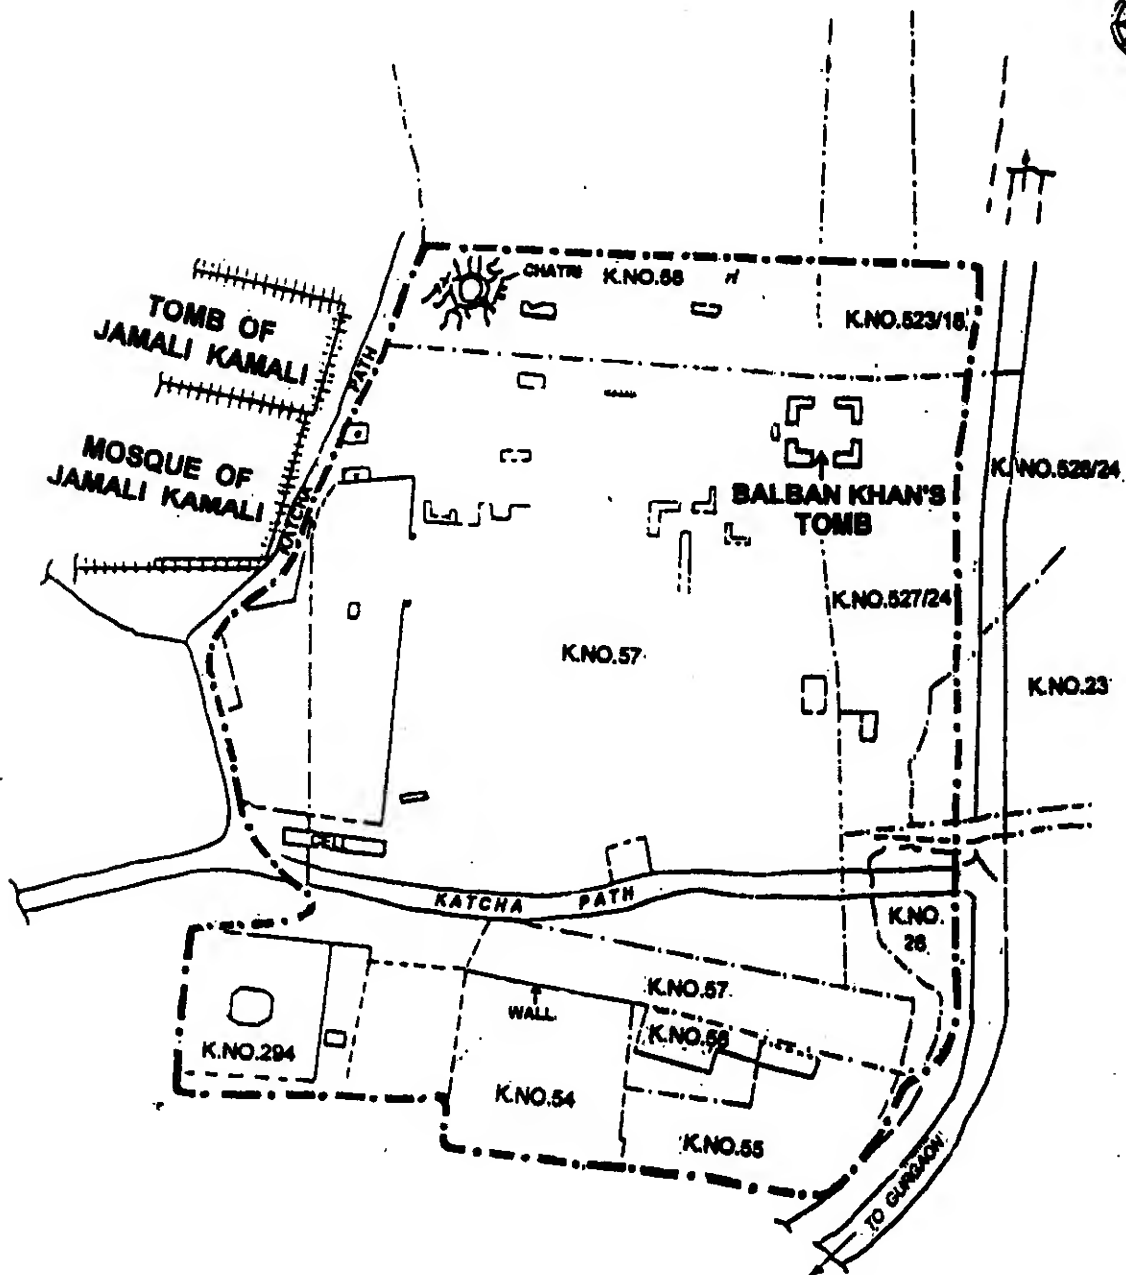 CHATRI
K.NO.58
K.NO.523/18
TOMB OF
JAMALI KAMALI
PATH
MOSQUE OF
JAMALI KAMALI
KATCHA
K.NO.528/24
BALBAN KHAN'S
TOMB
K.NO.527/24
K.NO.57
K.NO.23
CELL
KATCHA PATH
K.NO.
26
K.NO.57
WALL
K.NO.56
K.NO.294
K.NO.54
K.NO.55
TO GURGAON